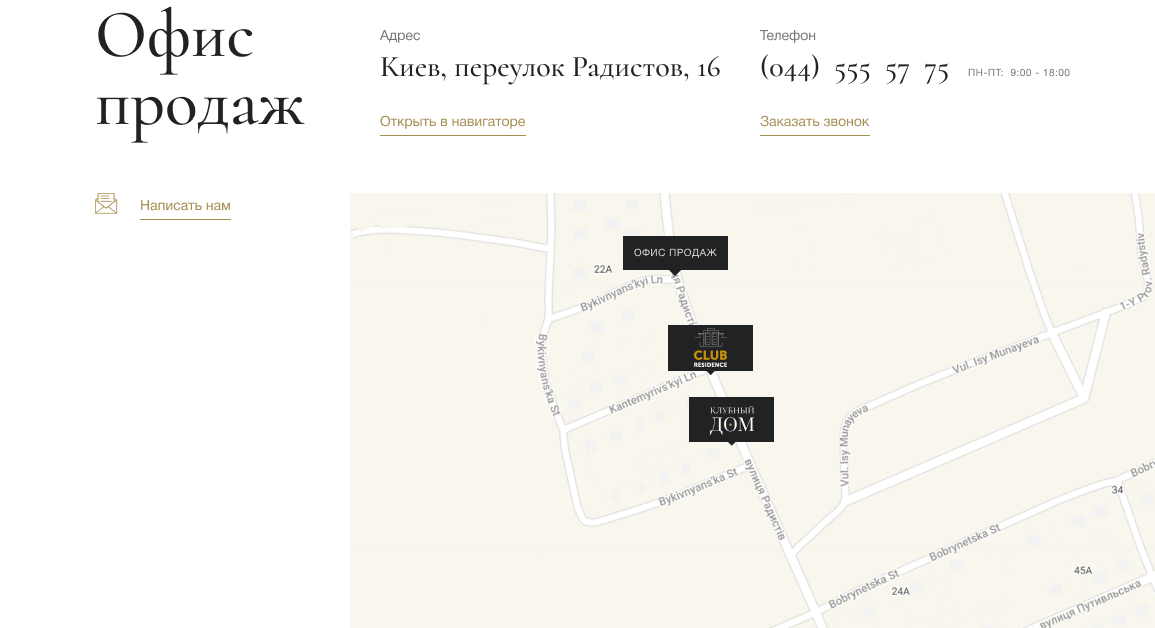 Офис
продаж
Адрес
Киев, переулок Радистов, 16
Открыть в навигаторе
Телефон
(044) 555 57 75
ПН-ПТ: 9:00 - 18:00
Заказать звонок
Написать нам
ОФИС ПРОДАЖ
22A
Bykivnyans'kyi Ln
я Радисті
CLUB
RESIDENCE
Bykivnyans'ka St
Kantemyrivs'kyi Ln
КЛУБНЫЙ
ДОМ
Vul. Isy Munayeva
1-Y Prov. Radystiv
Vul. Isy Munayeva
Bykivnyans'ka St
вулиця Радистів
Bobry
34
Bobrynetska St
Bobrynetska St
45A
24A
вулиця Путивльська